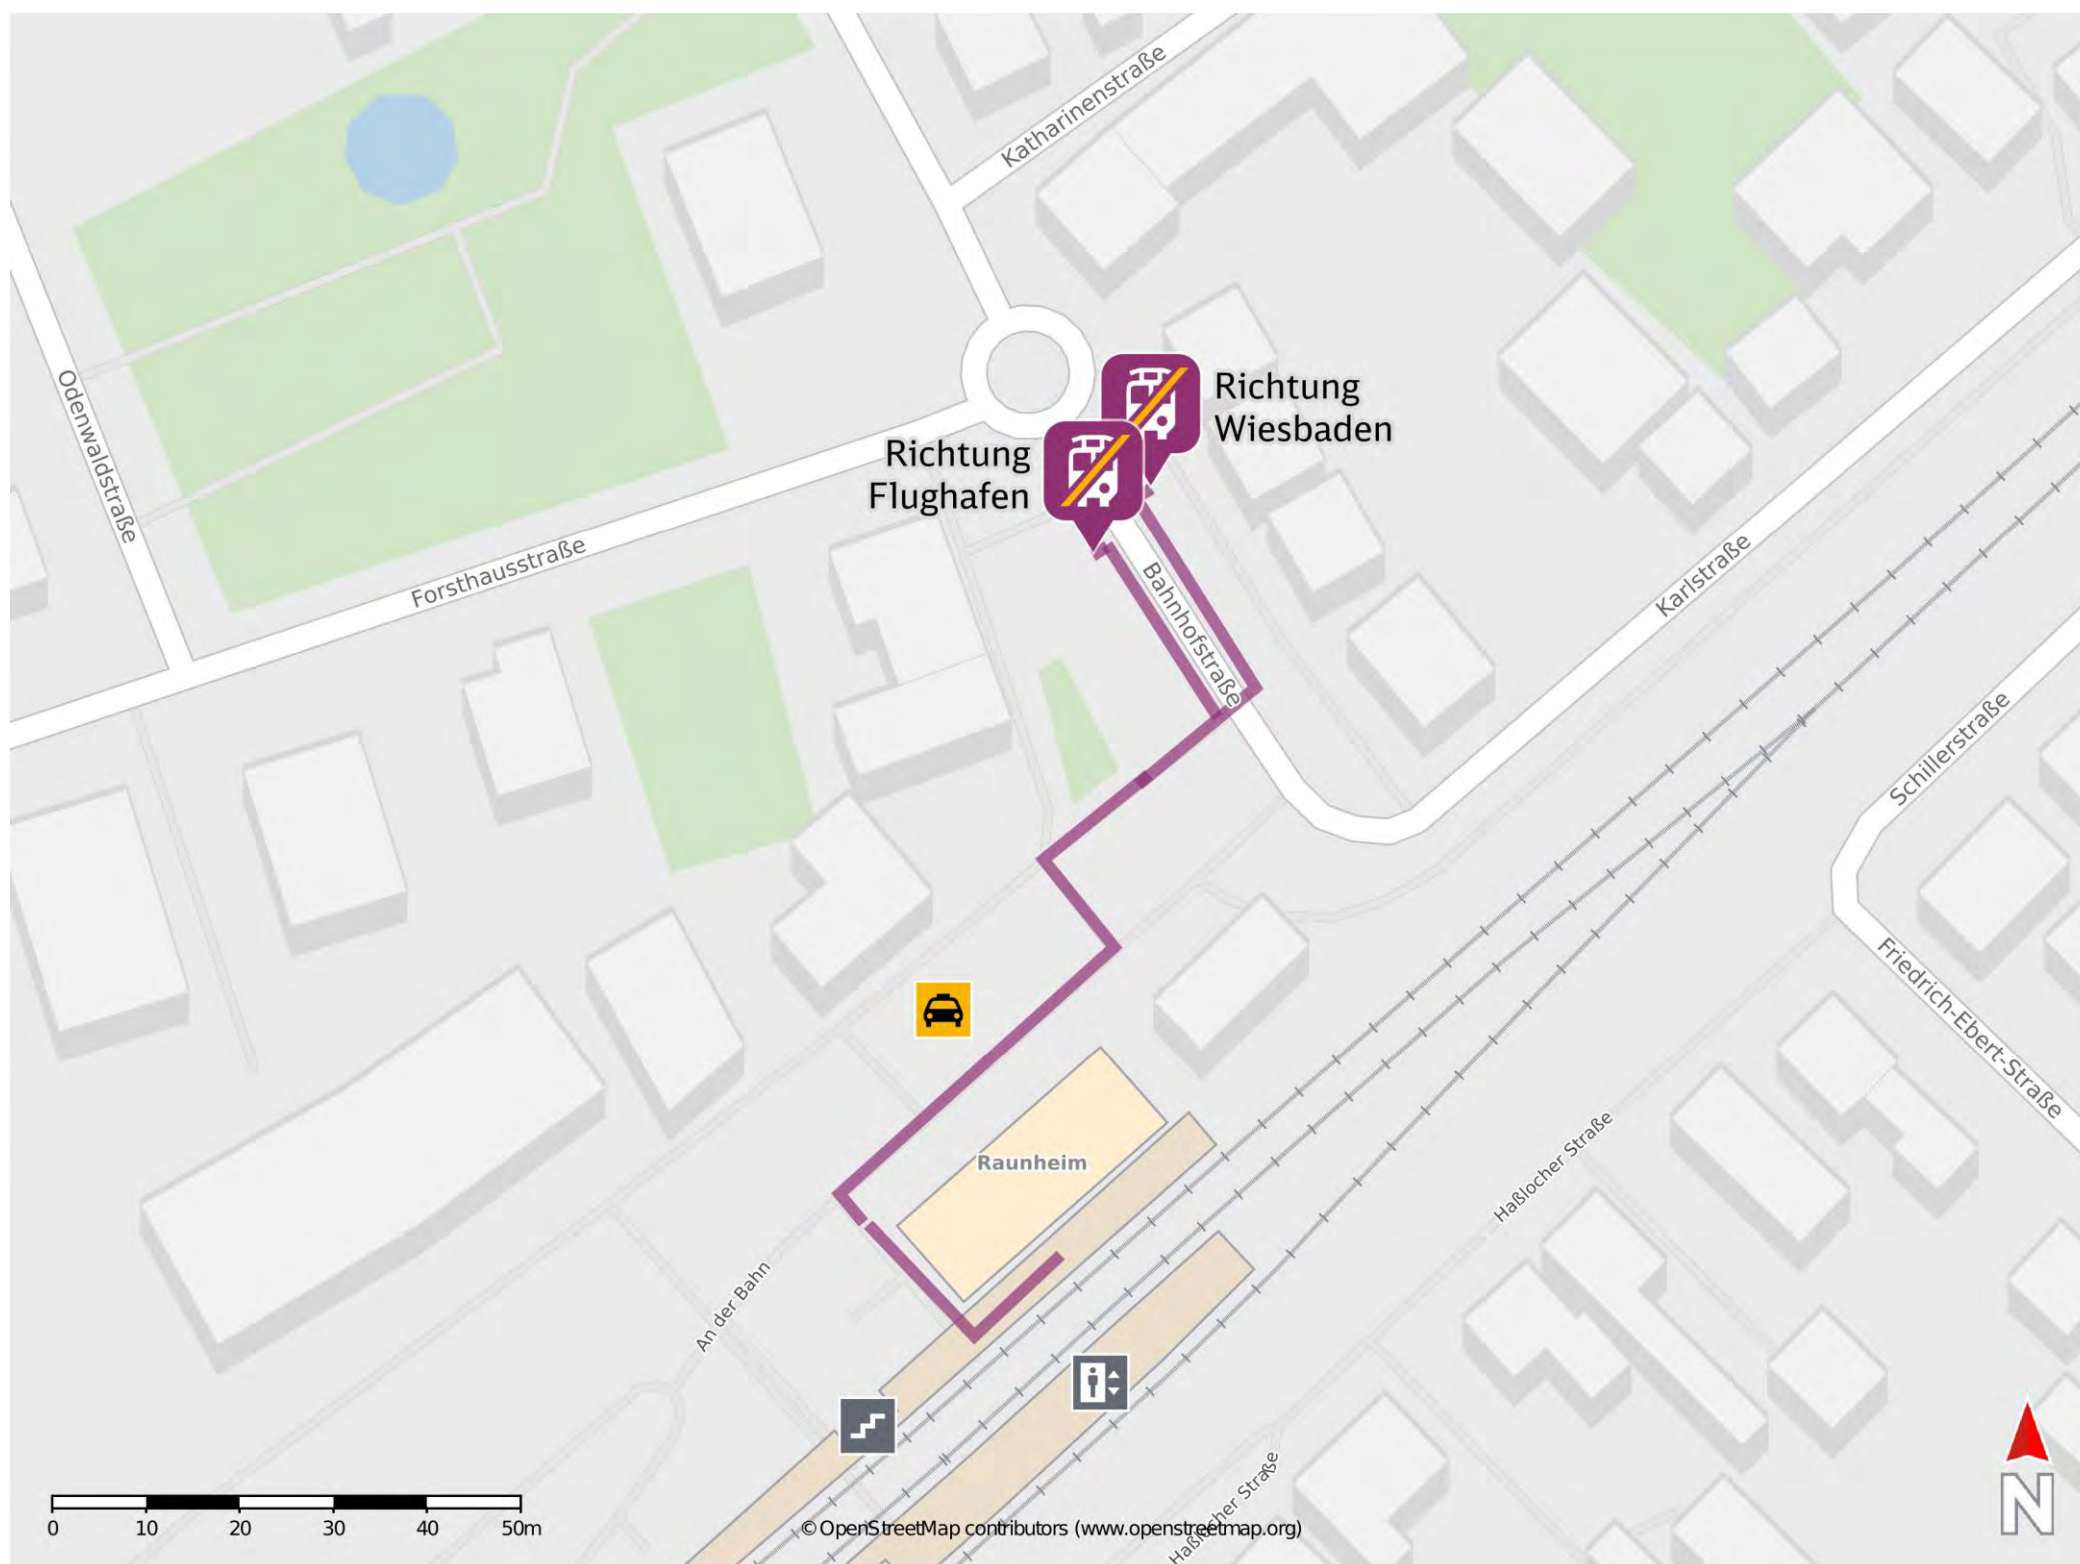 Katharinenstraße
Richtung
Wiesbaden
Richtung
Flughafen
Odenwaldstraße
Forsthausstraße
Bahnhofstraße
Karlstraße
Schillerstraße
Friedrich-Ebert-Straße
Raunheim
Haßlocher Straße
An der Bahn
Haßlocher Straße
0 10 20 30 40 50m
© OpenStreetMap contributors (www.openstreetmap.org)
N